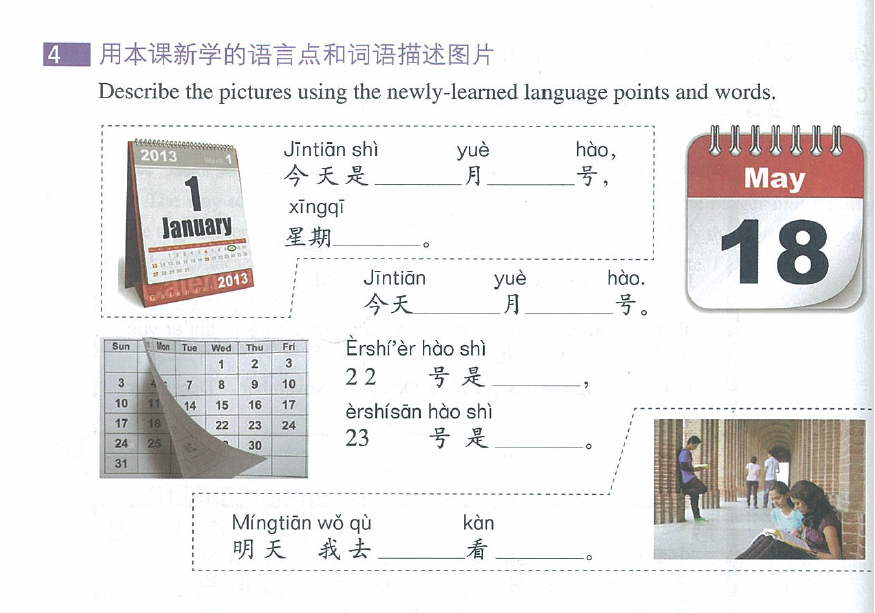 4 用本课新学的语言点和词语描述图片
Describe the pictures using the newly-learned language points and words.
2013 Week 1
1
January
2013
Jīntiān shì yuè hào,
今天是________月________号，
xīngqī
星期________。
May
18
Jīntiān yuè hào.
今天________月________号。
Sun Mon Tue Wed Thu Fri
1 2 3
3 4 7 8 9 10
10 11 14 15 16 17
17 18 22 23 24
24 25 30
31
Èrshí'èr hào shì
22 号是________，
èrshísān hào shì
23 号是________。
Míngtiān wǒ qù kàn
明天 我去________看________。